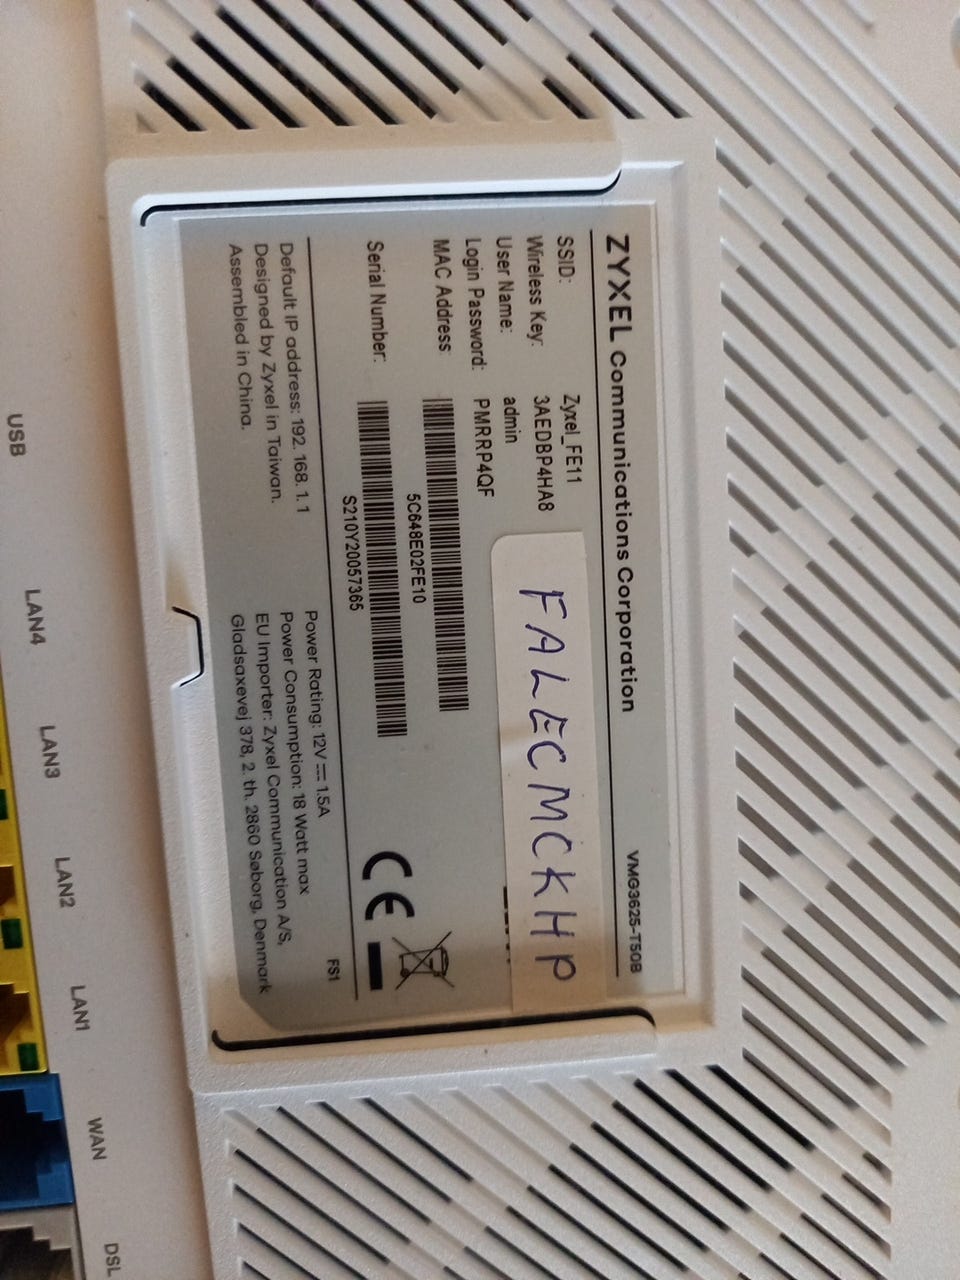 ZYXEL Communications Corporation
VMG3625-T50B
SSID: Zyxel_FE11
Wireless Key: 3AEDBP4HA8
User Name: admin
Login Password: PMRRP4QF
FALECMCKHP
MAC Address
5C648E02FE10
Serial Number:
S210Y20057365
CE
FS1
Default IP address: 192. 168. 1. 1
Designed by Zyxel in Taiwan.
Assembled in China.
Power Rating: 12V ⎓ 1.5A
Power Consumption: 18 Watt max
EU Importer: Zyxel Communication A/S,
Gladsaxevej 378, 2. th. 2860 Søborg, Denmark
USB
LAN4
LAN3
LAN2
LAN1
WAN
DSL